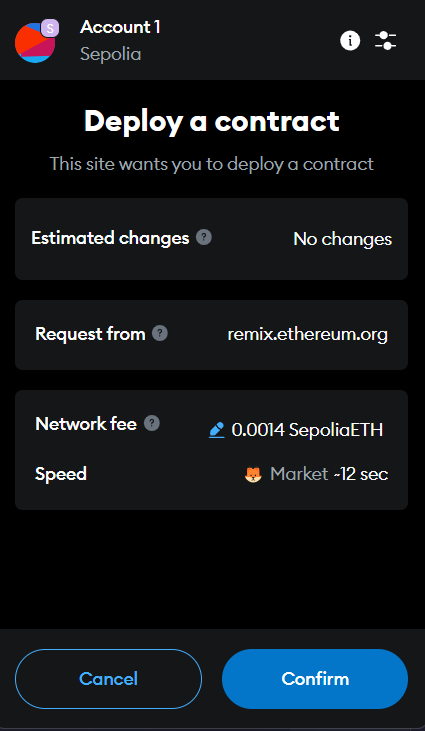 S
Account 1
Sepolia
Deploy a contract
This site wants you to deploy a contract
Estimated changes ? No changes
Request from ? remix.ethereum.org
Network fee ? 0.0014 SepoliaETH
Speed Market ~12 sec
Cancel Confirm